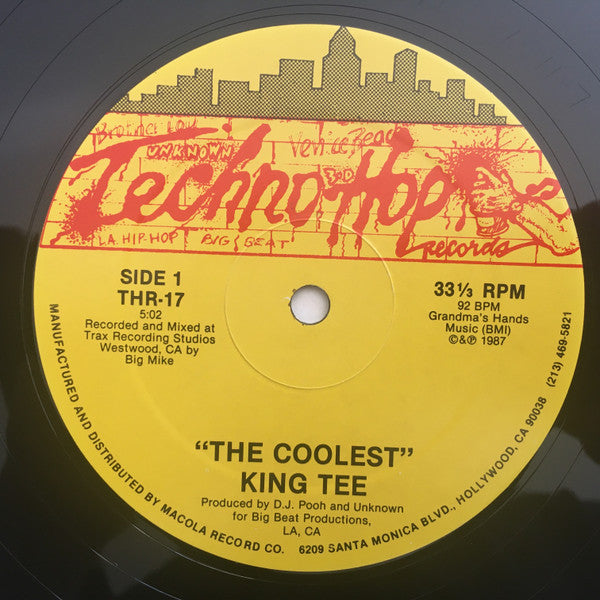 Venice Beach
UNKNOWN
Techno Hop
3RD
L.A. HIP-HOP BIG BEAT
records
SIDE 1
THR-17
5:02
Recorded and Mixed at
Trax Recording Studios
Westwood, CA by
Big Mike
33⅓ RPM
92 BPM
Grandma's Hands
Music (BMI)
©&℗ 1987
"THE COOLEST"
KING TEE
Produced by D.J. Pooh and Unknown
for Big Beat Productions,
LA, CA
MANUFACTURED AND DISTRIBUTED BY MACOLA RECORD CO. 6209 SANTA MONICA BLVD., HOLLYWOOD, CA 90038 (213) 469-5821